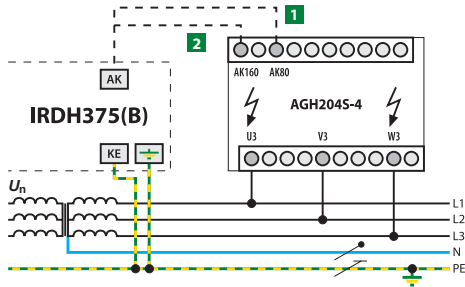 1
2
AK
AK160 AK80
IRDH375(B)
AGH204S-4
KE
U3 V3 W3
Un
L1
L2
L3
N
PE